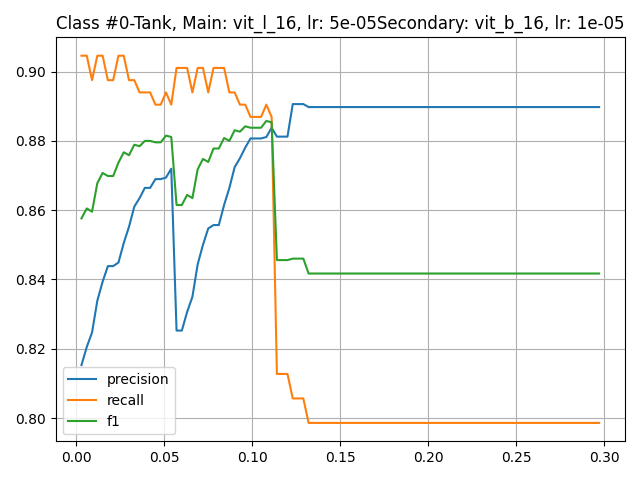 Class #0-Tank, Main: vit_l_16, lr: 5e-05Secondary: vit_b_16, lr: 1e-05
0.90
0.88
0.86
0.84
0.82
0.80
precision
recall
f1
0.00 0.05 0.10 0.15 0.20 0.25 0.30